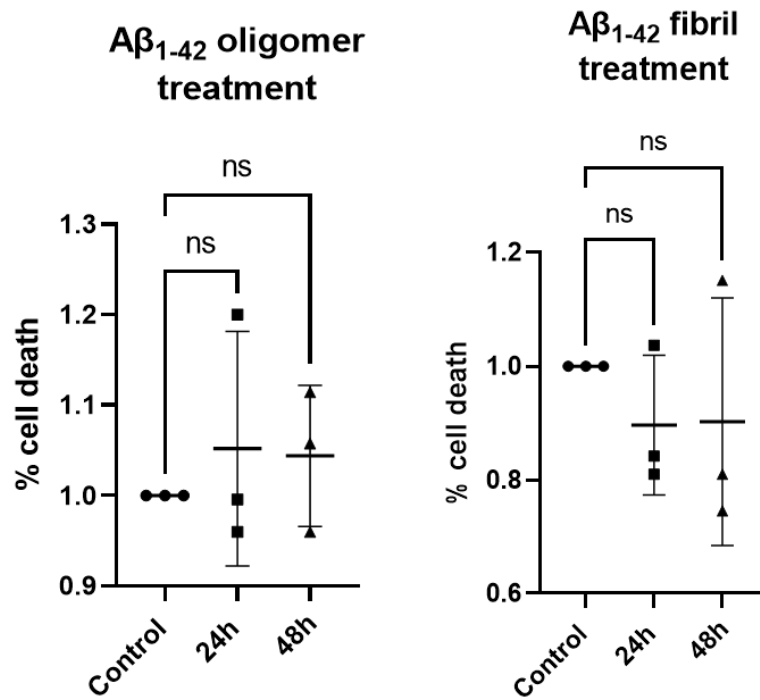 Aβ1-42 oligomer
treatment
ns
ns
1.3
1.2
1.1
1.0
0.9
% cell death
Control
24h
48h
Aβ1-42 fibril
treatment
ns
ns
1.2
1.0
0.8
0.6
% cell death
Control
24h
48h